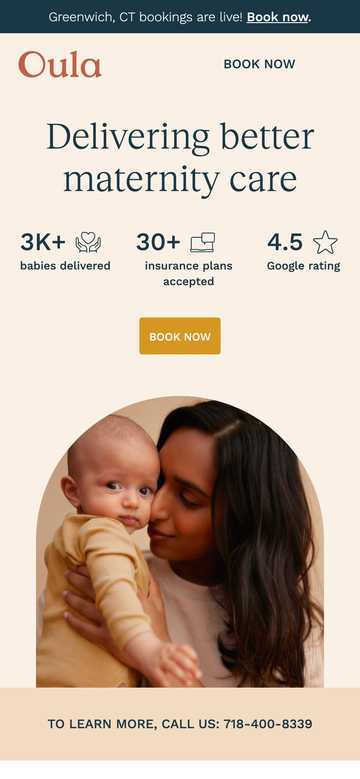 Greenwich, CT bookings are live! Book now.
Oula
BOOK NOW
Delivering better
maternity care
3K+
babies delivered
30+
insurance plans
accepted
4.5
Google rating
BOOK NOW
TO LEARN MORE, CALL US: 718-400-8339